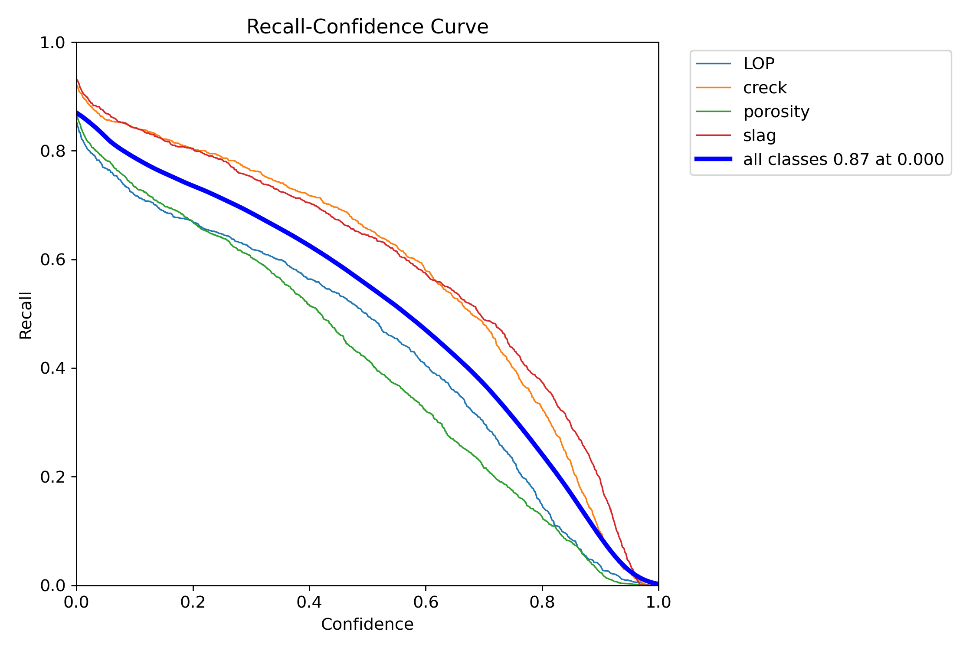 Recall-Confidence Curve
1.0
0.8
0.6
0.4
0.2
0.0
Recall
0.0 0.2 0.4 0.6 0.8 1.0
Confidence
LOP
creck
porosity
slag
all classes 0.87 at 0.000